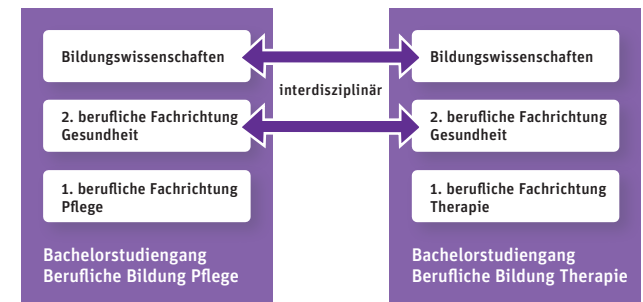 Bildungswissenschaften
2. berufliche Fachrichtung
Gesundheit
1. berufliche Fachrichtung
Pflege
Bachelorstudiengang
Berufliche Bildung Pflege
interdisziplinär
Bildungswissenschaften
2. berufliche Fachrichtung
Gesundheit
1. berufliche Fachrichtung
Therapie
Bachelorstudiengang
Berufliche Bildung Therapie